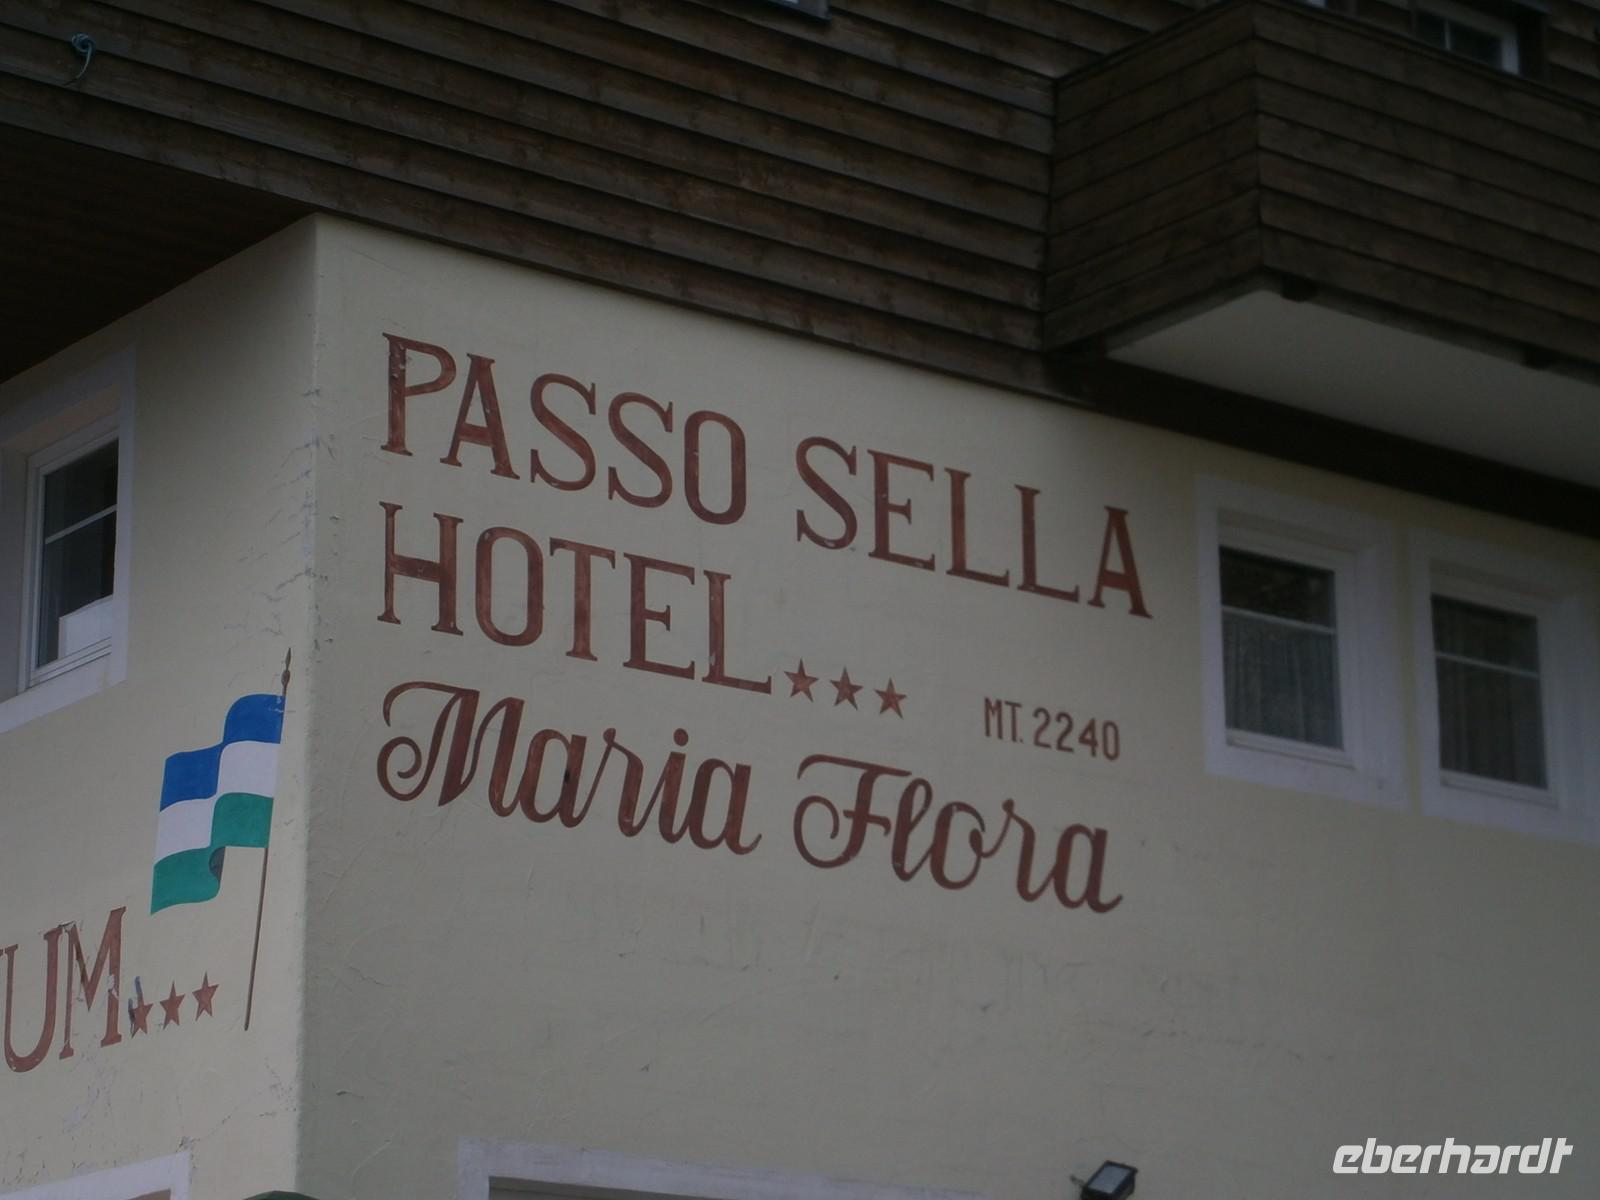 PASSO SELLA
HOTEL
MT. 2240
Maria Flora
UM
eberhardt